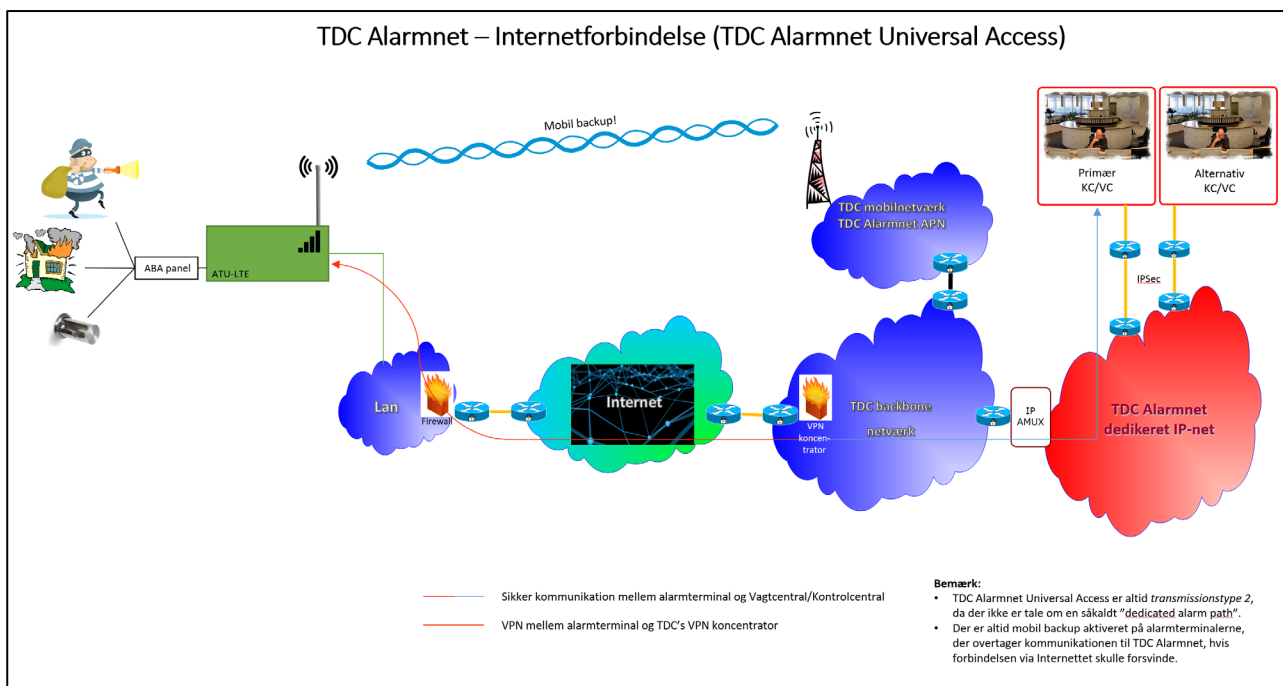 TDC Alarmnet – Internetforbindelse (TDC Alarmnet Universal Access)
Mobil backup!
Primær
KC/VC
Alternativ
KC/VC
TDC mobilnetværk
TDC Alarmnet APN
ABA panel
ATU-LTE
IPSec
Lan
Firewall
Internet
VPN
koncen-
trator
TDC backbone
netværk
IP
AMUX
TDC Alarmnet
dedikeret IP-net
Sikker kommunikation mellem alarmterminal og Vagtcentral/Kontrolcentral
VPN mellem alarmterminal og TDC's VPN koncentrator
Bemærk:
• TDC Alarmnet Universal Access er altid transmissionstype 2,
da der ikke er tale om en såkaldt ”dedicated alarm path”.
• Der er altid mobil backup aktiveret på alarmterminalerne,
der overtager kommunikationen til TDC Alarmnet, hvis
forbindelsen via Internettet skulle forsvinde.